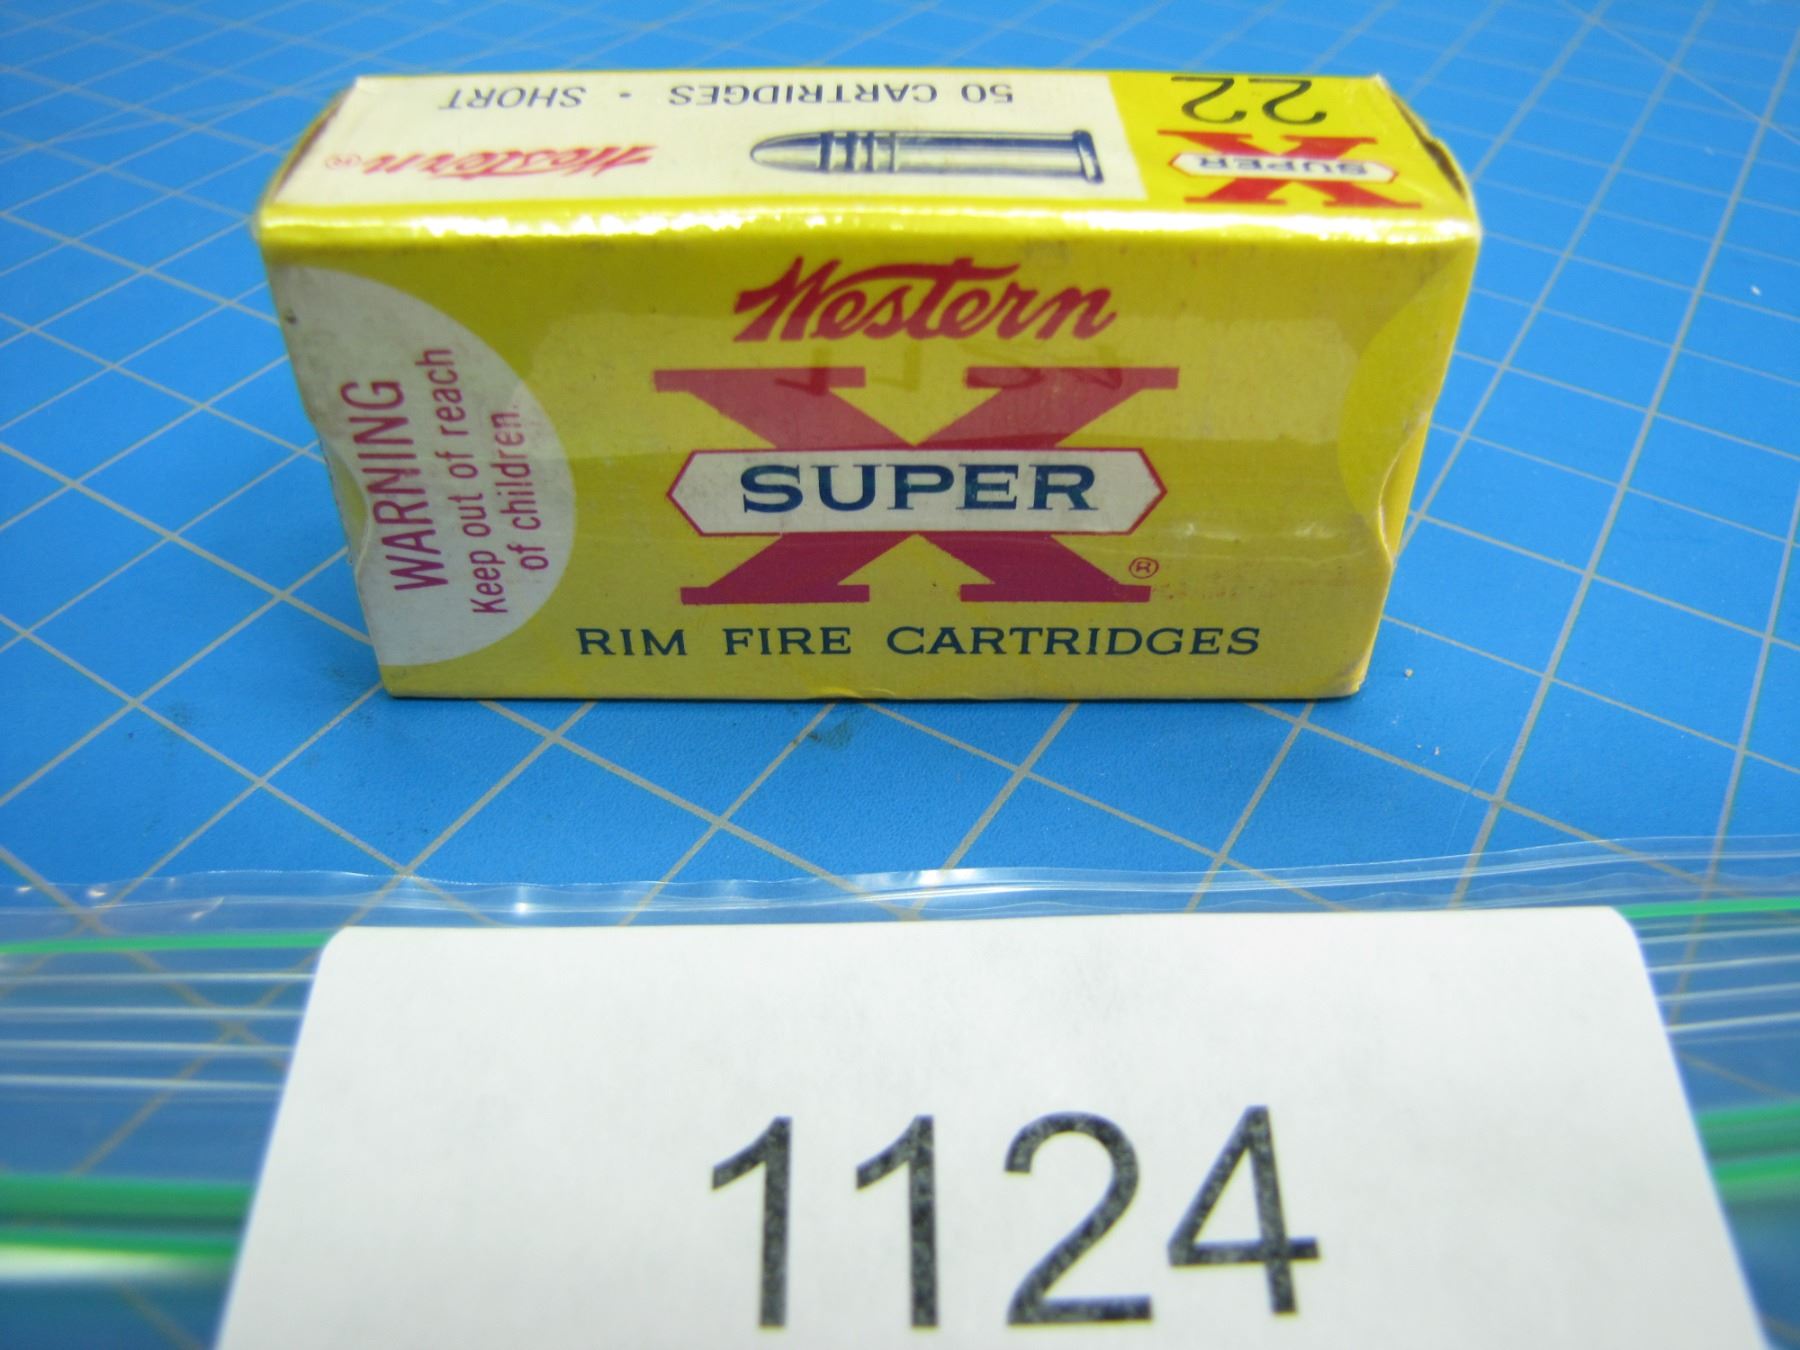 50 CARTRIDGES · SHORT
22
Western ®
SUPER X
WARNING
Keep out of reach
of children.
Western
SUPER X ®
RIM FIRE CARTRIDGES
1124